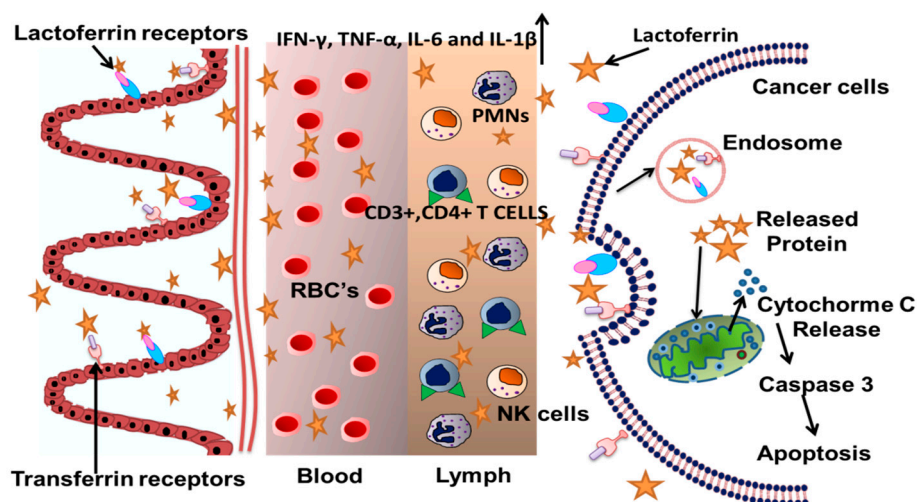 Lactoferrin receptors
IFN-γ, TNF-α, IL-6 and IL-1β
Lactoferrin
Cancer cells
PMNs
Endosome
CD3+,CD4+ T CELLS
Released
Protein
RBC's
Cytochorme C
Release
Caspase 3
NK cells
Apoptosis
Transferrin receptors
Blood
Lymph